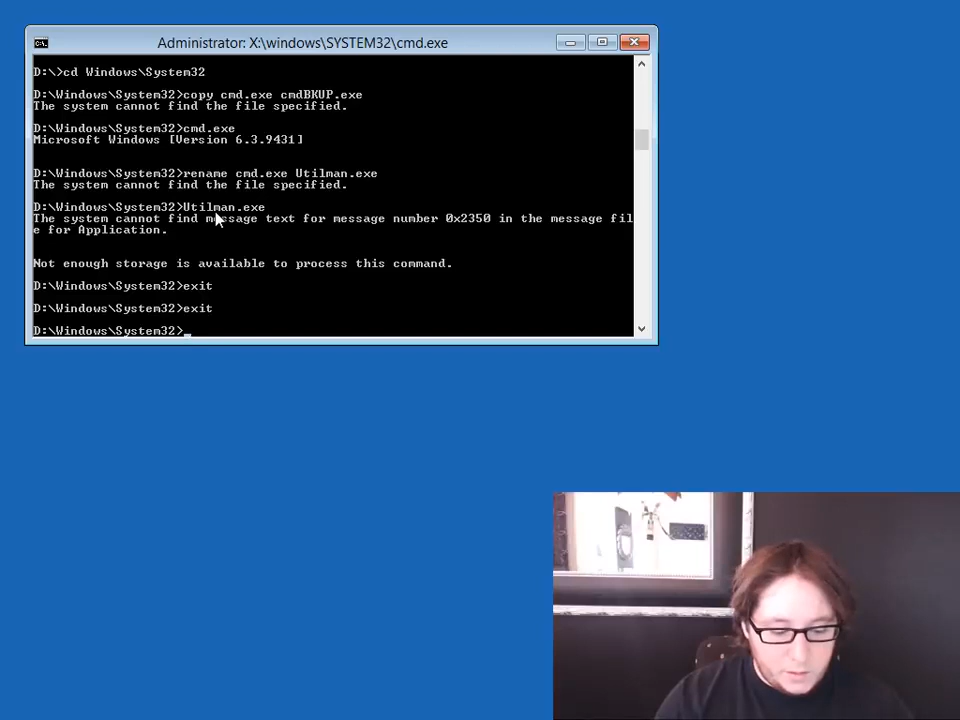 Administrator: X:\windows\SYSTEM32\cmd.exe
D:\>cd Windows\System32
D:\Windows\System32>copy cmd.exe cmdBKUP.exe
The system cannot find the file specified.
D:\Windows\System32>cmd.exe
Microsoft Windows [Version 6.3.9431]
D:\Windows\System32>rename cmd.exe Utilman.exe
The system cannot find the file specified.
D:\Windows\System32>Utilman.exe
The system cannot find message text for message number 0x2350 in the message fil
e for Application.
Not enough storage is available to process this command.
D:\Windows\System32>exit
D:\Windows\System32>exit
D:\Windows\System32>_